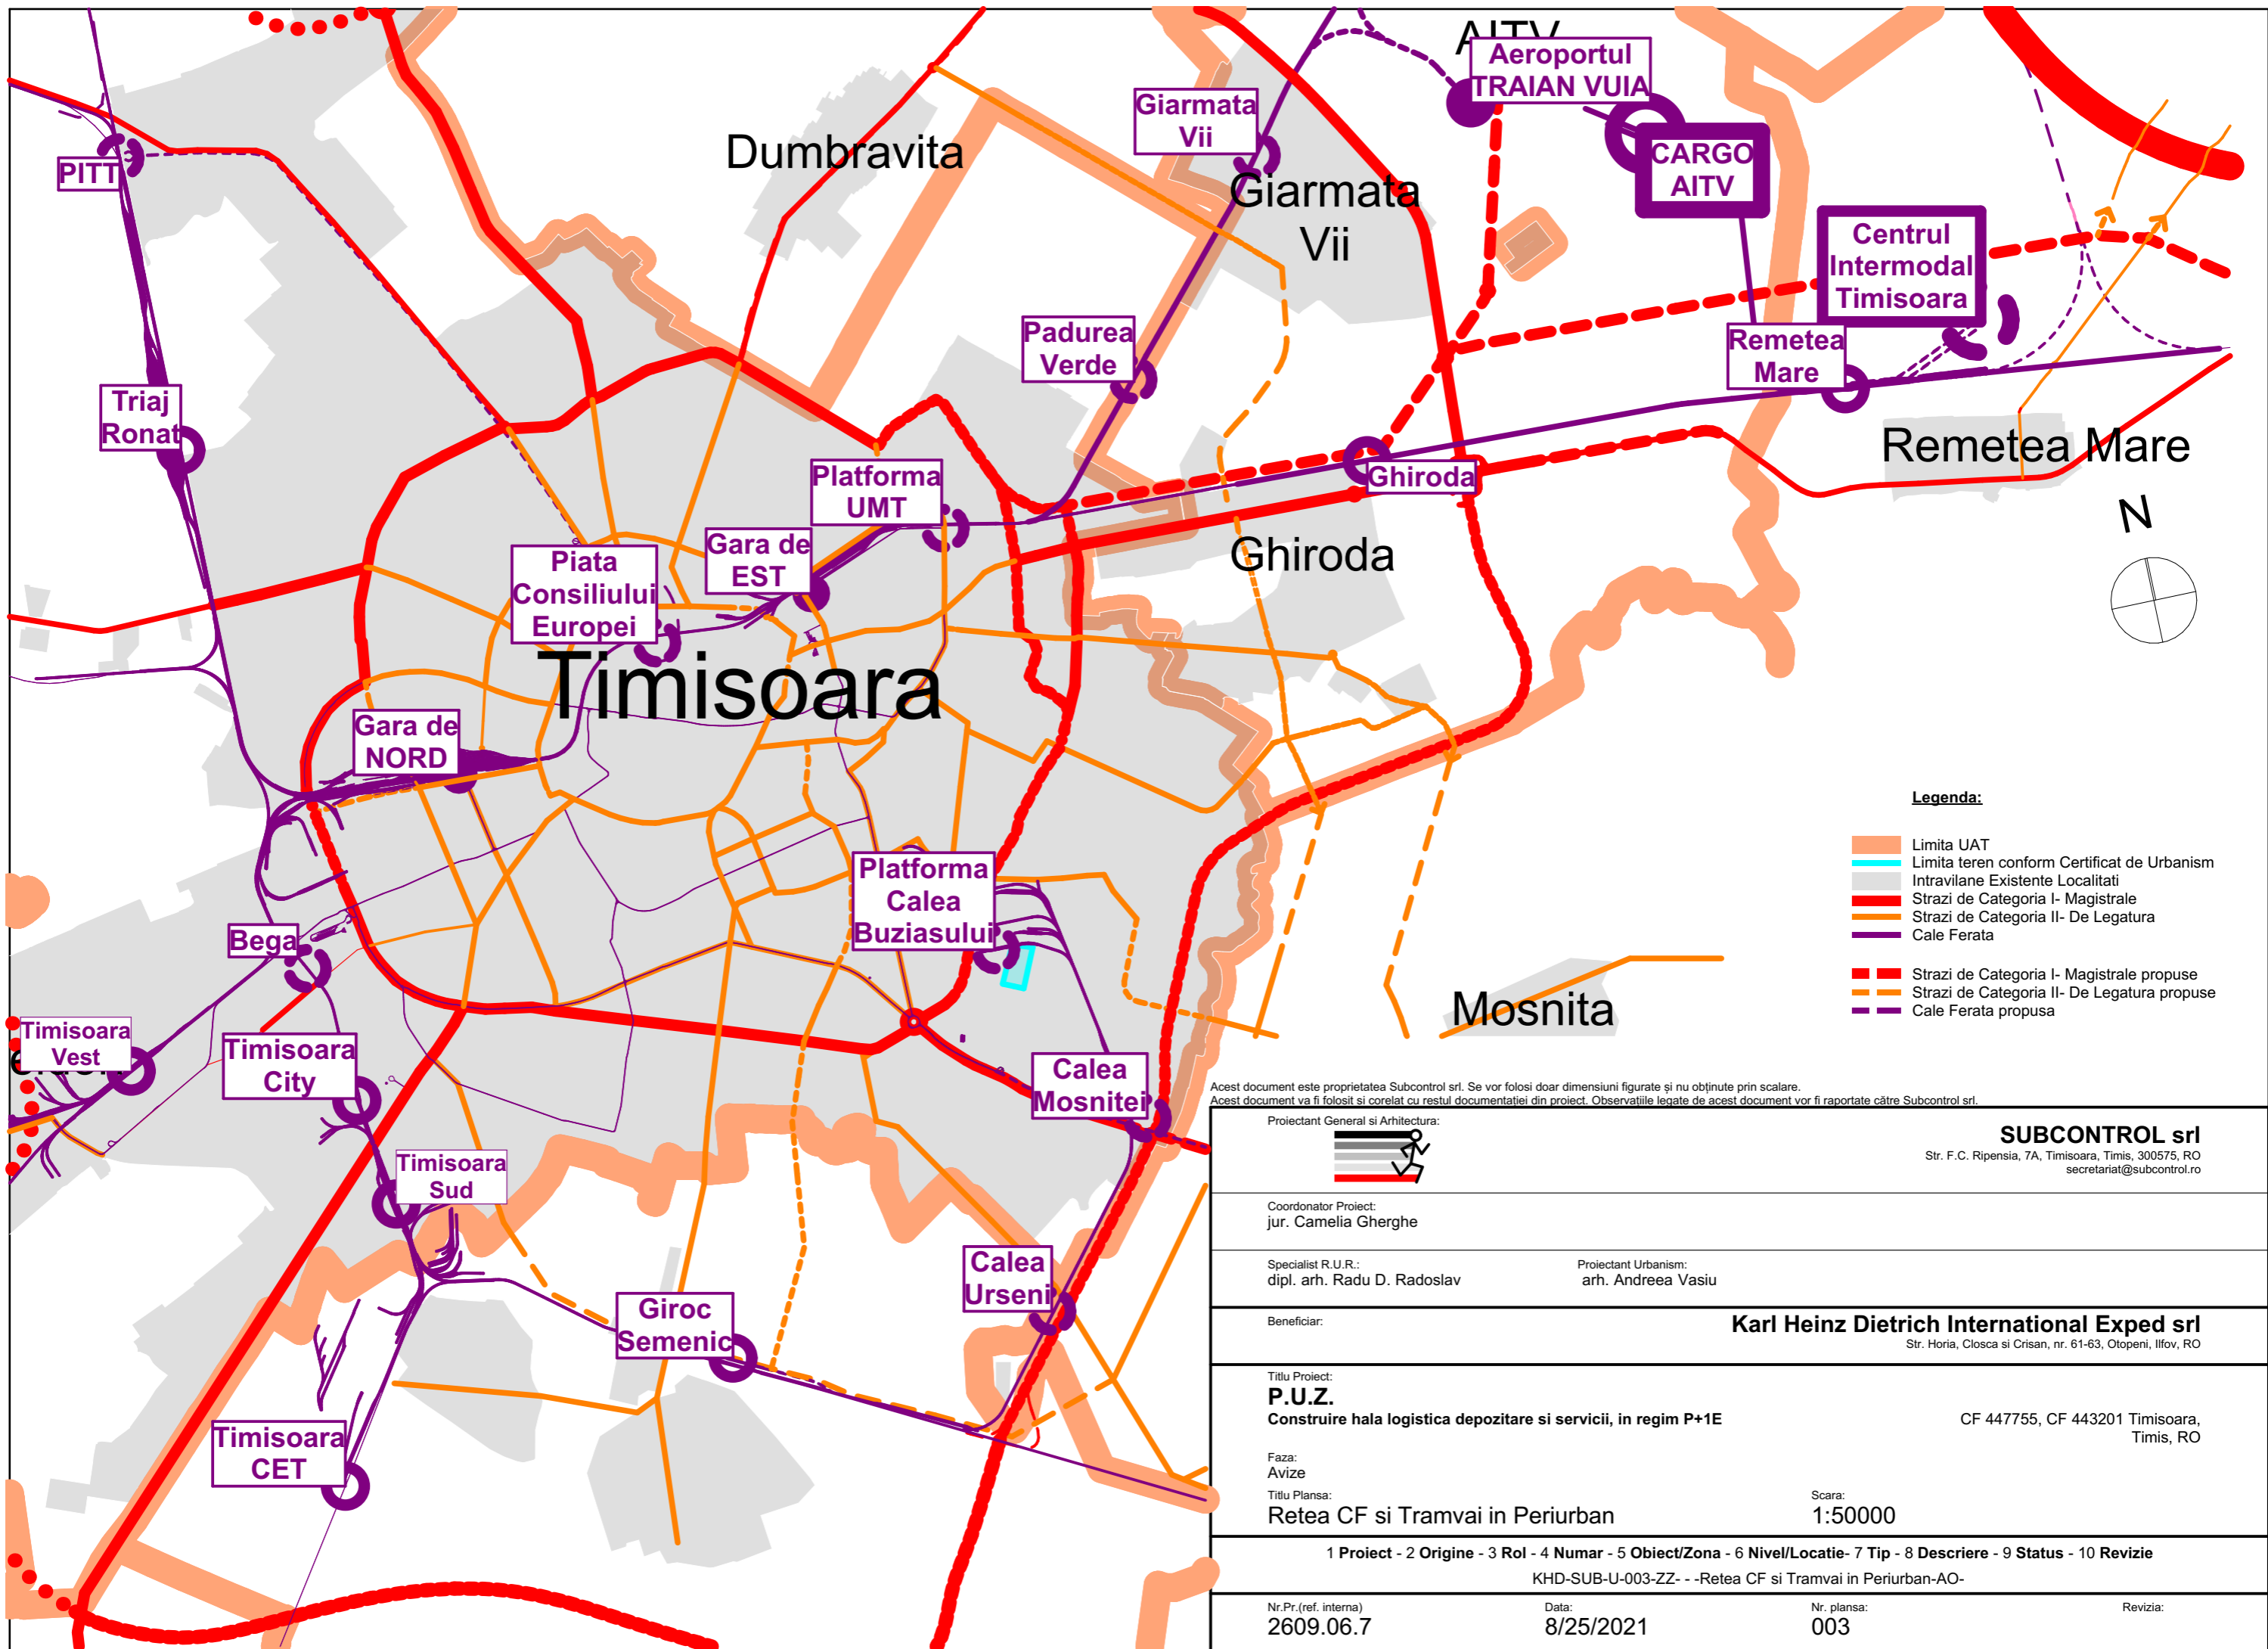 AITV
Aeroportul
TRAIAN VUIA
Giarmata
Vii
CARGO
AITV
Dumbravita
PITT
Giarmata
Vii
Centrul
Intermodal
Timisoara
Padurea
Verde
Remetea
Mare
Triaj
Ronat
Remetea Mare
Platforma
UMT
Ghiroda
N
Gara de
EST
Piata
Consiliului
Europei
Ghiroda
Timisoara
Gara de
NORD
Legenda:
Limita UAT
Limita teren conform Certificat de Urbanism
Intravilane Existente Localitati
Strazi de Categoria I- Magistrale
Strazi de Categoria II- De Legatura
Cale Ferata
Strazi de Categoria I- Magistrale propuse
Strazi de Categoria II- De Legatura propuse
Cale Ferata propusa
Platforma
Calea
Buziasului
Bega
Mosnita
Timisoara
Vest
Timisoara
City
Calea
Mosnitei
Timisoara
Sud
Calea
Urseni
Giroc
Semenic
Timisoara
CET
Acest document este proprietatea Subcontrol srl. Se vor folosi doar dimensiuni figurate și nu obținute prin scalare.
Acest document va fi folosit si corelat cu restul documentației din proiect. Observațiile legate de acest document vor fi raportate către Subcontrol srl.
Proiectant General si Arhitectura:
SUBCONTROL srl
Str. F.C. Ripensia, 7A, Timisoara, Timis, 300575, RO
secretariat@subcontrol.ro
Coordonator Proiect:
jur. Camelia Gherghe
Specialist R.U.R.: Proiectant Urbanism:
dipl. arh. Radu D. Radoslav arh. Andreea Vasiu
Beneficiar:
Karl Heinz Dietrich International Exped srl
Str. Horia, Closca si Crisan, nr. 61-63, Otopeni, Ilfov, RO
Titlu Proiect:
P.U.Z.
Construire hala logistica depozitare si servicii, in regim P+1E
CF 447755, CF 443201 Timisoara,
Timis, RO
Faza:
Avize
Titlu Plansa: Scara:
Retea CF si Tramvai in Periurban 1:50000
1 Proiect - 2 Origine - 3 Rol - 4 Numar - 5 Obiect/Zona - 6 Nivel/Locatie- 7 Tip - 8 Descriere - 9 Status - 10 Revizie
KHD-SUB-U-003-ZZ- - -Retea CF si Tramvai in Periurban-AO-
Nr.Pr.(ref. interna) Data: Nr. plansa: Revizia:
2609.06.7 8/25/2021 003